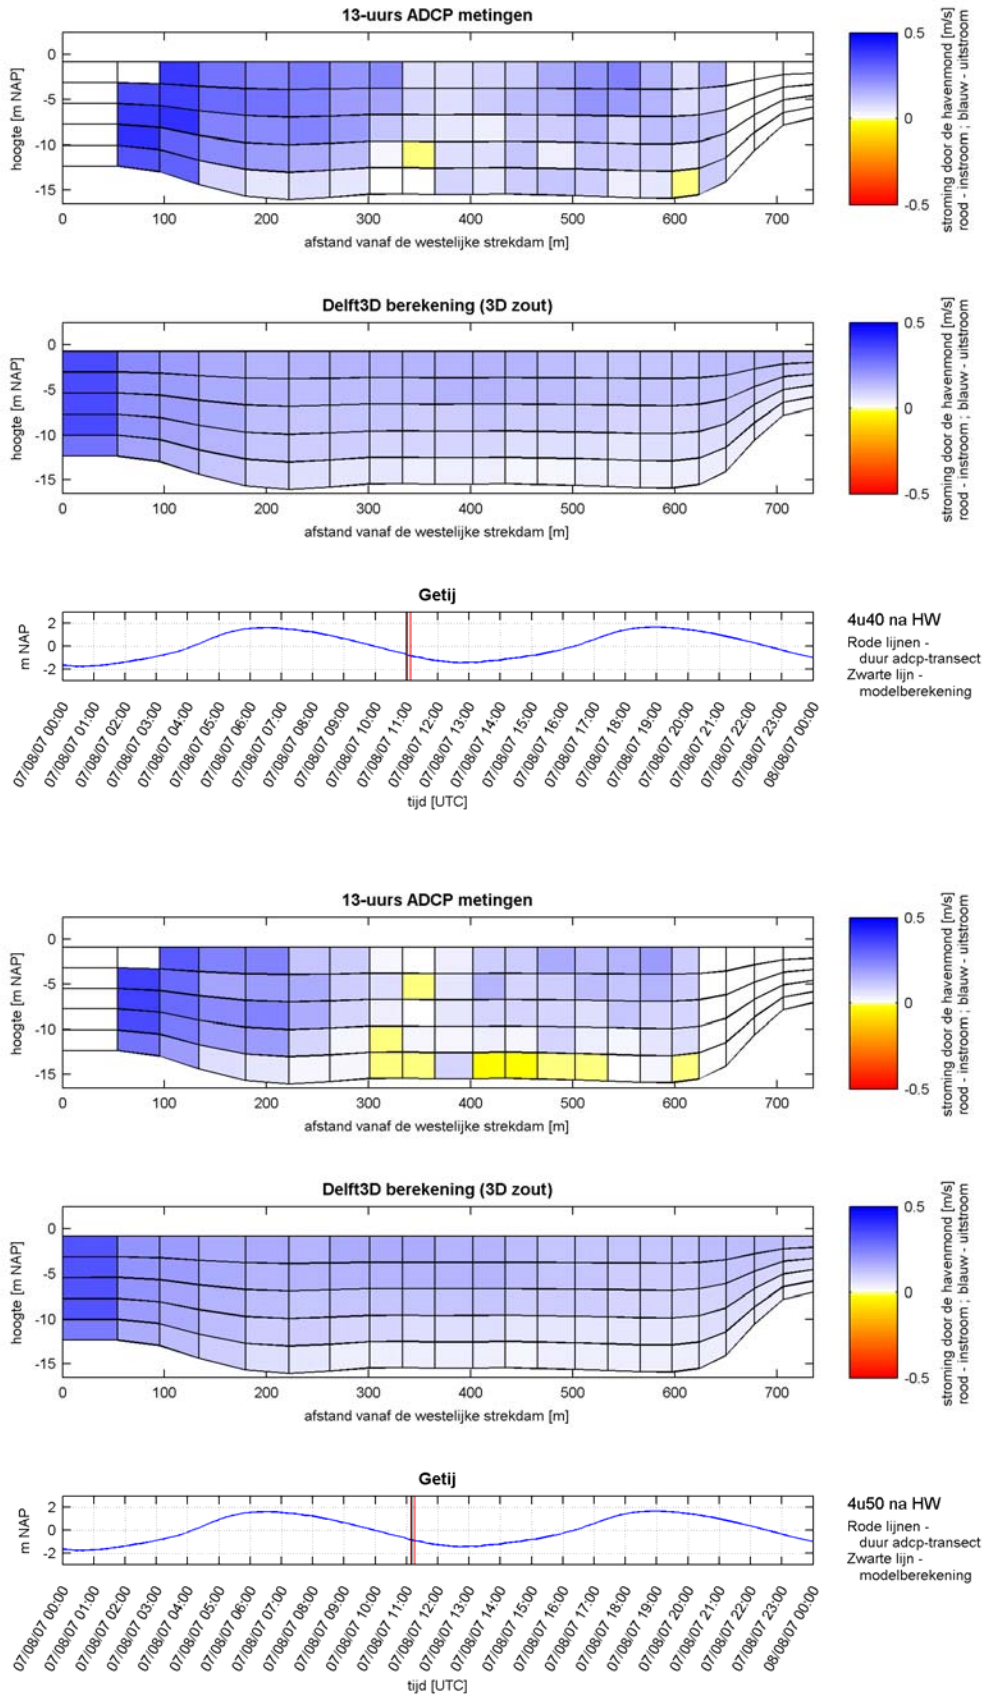 13-uurs ADCP metingen
hoogte [m NAP]
0
-5
-10
-15
0 100 200 300 400 500 600 700
afstand vanaf de westelijke strekdam [m]
0.5
0
-0.5
stroming door de havenmond [m/s]
rood - instroom ; blauw - uitstroom
Delft3D berekening (3D zout)
hoogte [m NAP]
0
-5
-10
-15
0 100 200 300 400 500 600 700
afstand vanaf de westelijke strekdam [m]
0.5
0
-0.5
stroming door de havenmond [m/s]
rood - instroom ; blauw - uitstroom
Getij
m NAP
2
0
-2
07/08/07 00:00
07/08/07 01:00
07/08/07 02:00
07/08/07 03:00
07/08/07 04:00
07/08/07 05:00
07/08/07 06:00
07/08/07 07:00
07/08/07 08:00
07/08/07 09:00
07/08/07 10:00
07/08/07 11:00
07/08/07 12:00
07/08/07 13:00
07/08/07 14:00
07/08/07 15:00
07/08/07 16:00
07/08/07 17:00
07/08/07 18:00
07/08/07 19:00
07/08/07 20:00
07/08/07 21:00
07/08/07 22:00
07/08/07 23:00
08/08/07 00:00
tijd [UTC]
4u40 na HW
Rode lijnen -
duur adcp-transect
Zwarte lijn -
modelberekening
13-uurs ADCP metingen
hoogte [m NAP]
0
-5
-10
-15
0 100 200 300 400 500 600 700
afstand vanaf de westelijke strekdam [m]
0.5
0
-0.5
stroming door de havenmond [m/s]
rood - instroom ; blauw - uitstroom
Delft3D berekening (3D zout)
hoogte [m NAP]
0
-5
-10
-15
0 100 200 300 400 500 600 700
afstand vanaf de westelijke strekdam [m]
0.5
0
-0.5
stroming door de havenmond [m/s]
rood - instroom ; blauw - uitstroom
Getij
m NAP
2
0
-2
07/08/07 00:00
07/08/07 01:00
07/08/07 02:00
07/08/07 03:00
07/08/07 04:00
07/08/07 05:00
07/08/07 06:00
07/08/07 07:00
07/08/07 08:00
07/08/07 09:00
07/08/07 10:00
07/08/07 11:00
07/08/07 12:00
07/08/07 13:00
07/08/07 14:00
07/08/07 15:00
07/08/07 16:00
07/08/07 17:00
07/08/07 18:00
07/08/07 19:00
07/08/07 20:00
07/08/07 21:00
07/08/07 22:00
07/08/07 23:00
08/08/07 00:00
tijd [UTC]
4u50 na HW
Rode lijnen -
duur adcp-transect
Zwarte lijn -
modelberekening